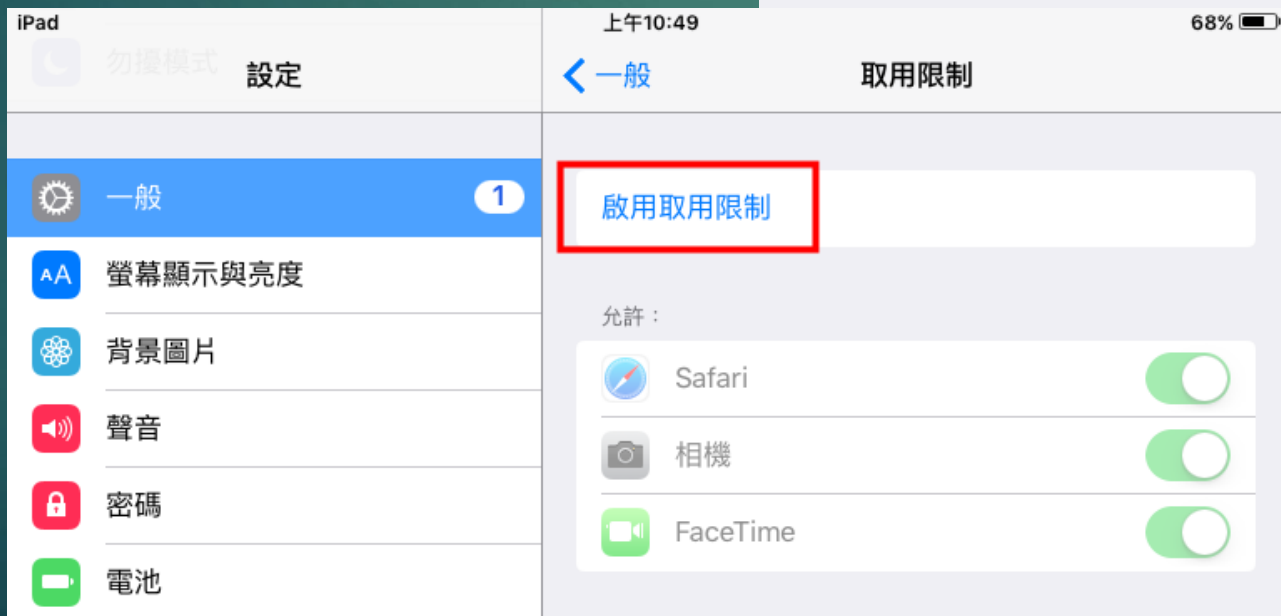 iPad
上午10:49
68%
勿擾模式
設定
一般
取用限制
一般
1
螢幕顯示與亮度
背景圖片
聲音
密碼
電池
啟用取用限制
允許：
Safari
相機
FaceTime
AA